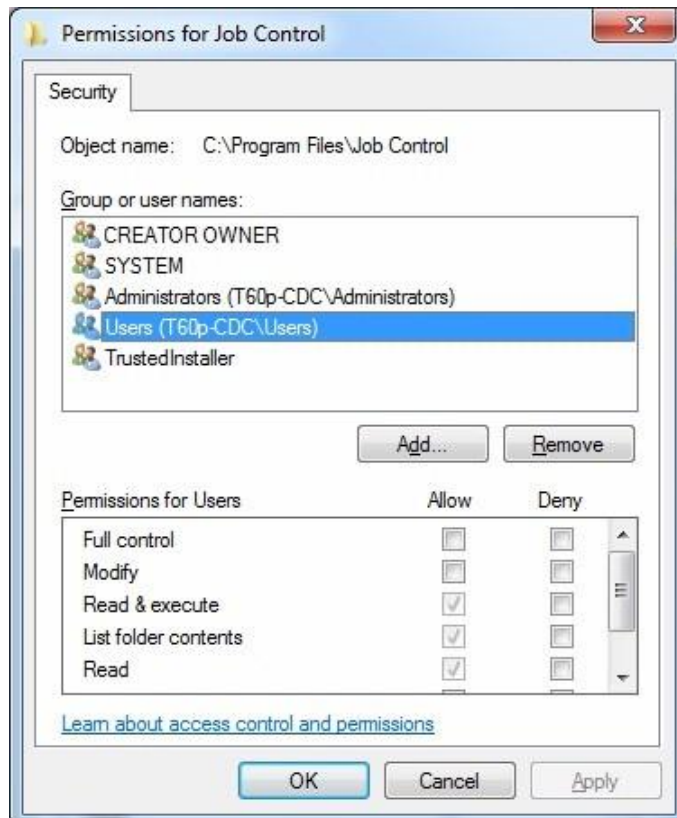 Permissions for Job Control
Security
Object name: C:\Program Files\Job Control
Group or user names:
CREATOR OWNER
SYSTEM
Administrators (T60p-CDC\Administrators)
Users (T60p-CDC\Users)
TrustedInstaller
Add... Remove
Permissions for Users Allow Deny
Full control
Modify
Read & execute
List folder contents
Read
Learn about access control and permissions
OK Cancel Apply